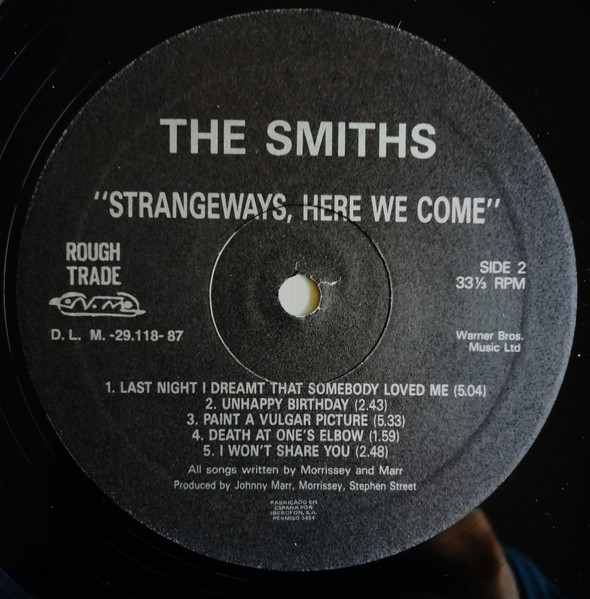 THE SMITHS
"STRANGEWAYS, HERE WE COME"
ROUGH
TRADE
D. L. M. -29.118- 87
SIDE 2
33⅓ RPM
Warner Bros.
Music Ltd
1. LAST NIGHT I DREAMT THAT SOMEBODY LOVED ME (5.04)
2. UNHAPPY BIRTHDAY (2.43)
3. PAINT A VULGAR PICTURE (5.33)
4. DEATH AT ONE'S ELBOW (1.59)
5. I WON'T SHARE YOU (2.48)
All songs written by Morrissey and Marr
Produced by Johnny Marr, Morrissey, Stephen Street
FABRICADO EN
ESPAÑA POR
IBEROFON, S.A.
PERMISO